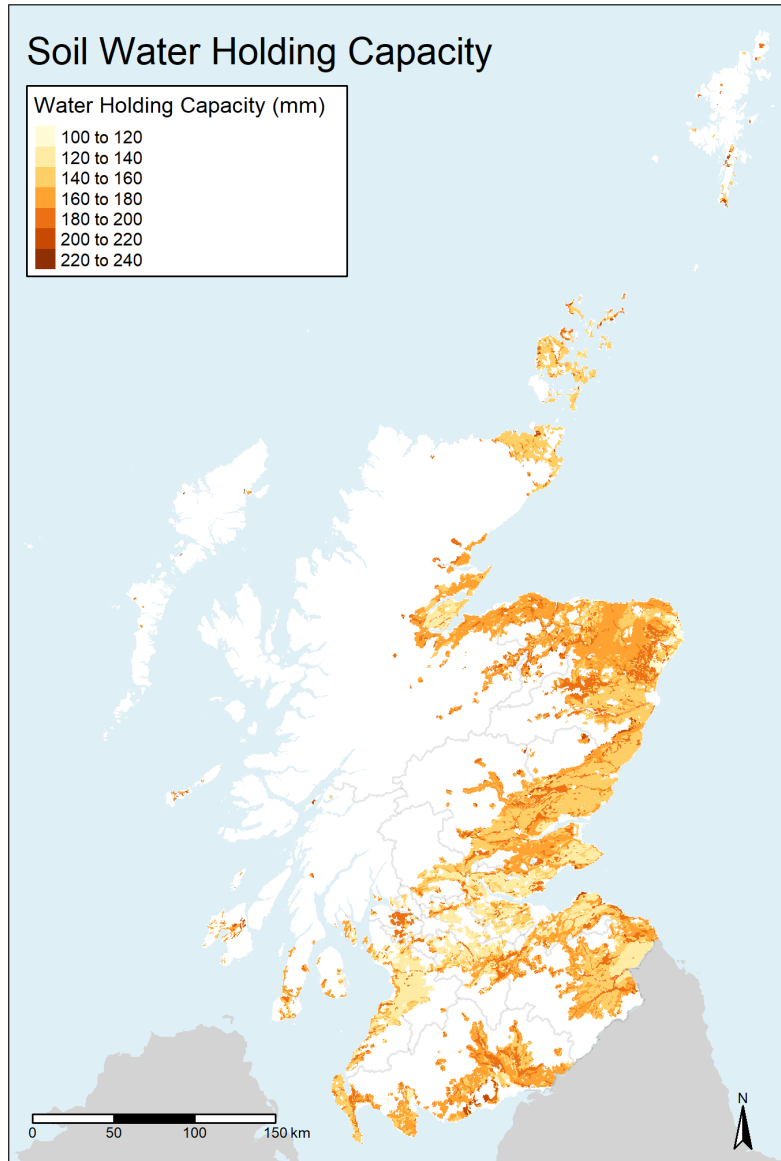 Soil Water Holding Capacity
Water Holding Capacity (mm)
100 to 120
120 to 140
140 to 160
160 to 180
180 to 200
200 to 220
220 to 240
N
0 50 100 150 km